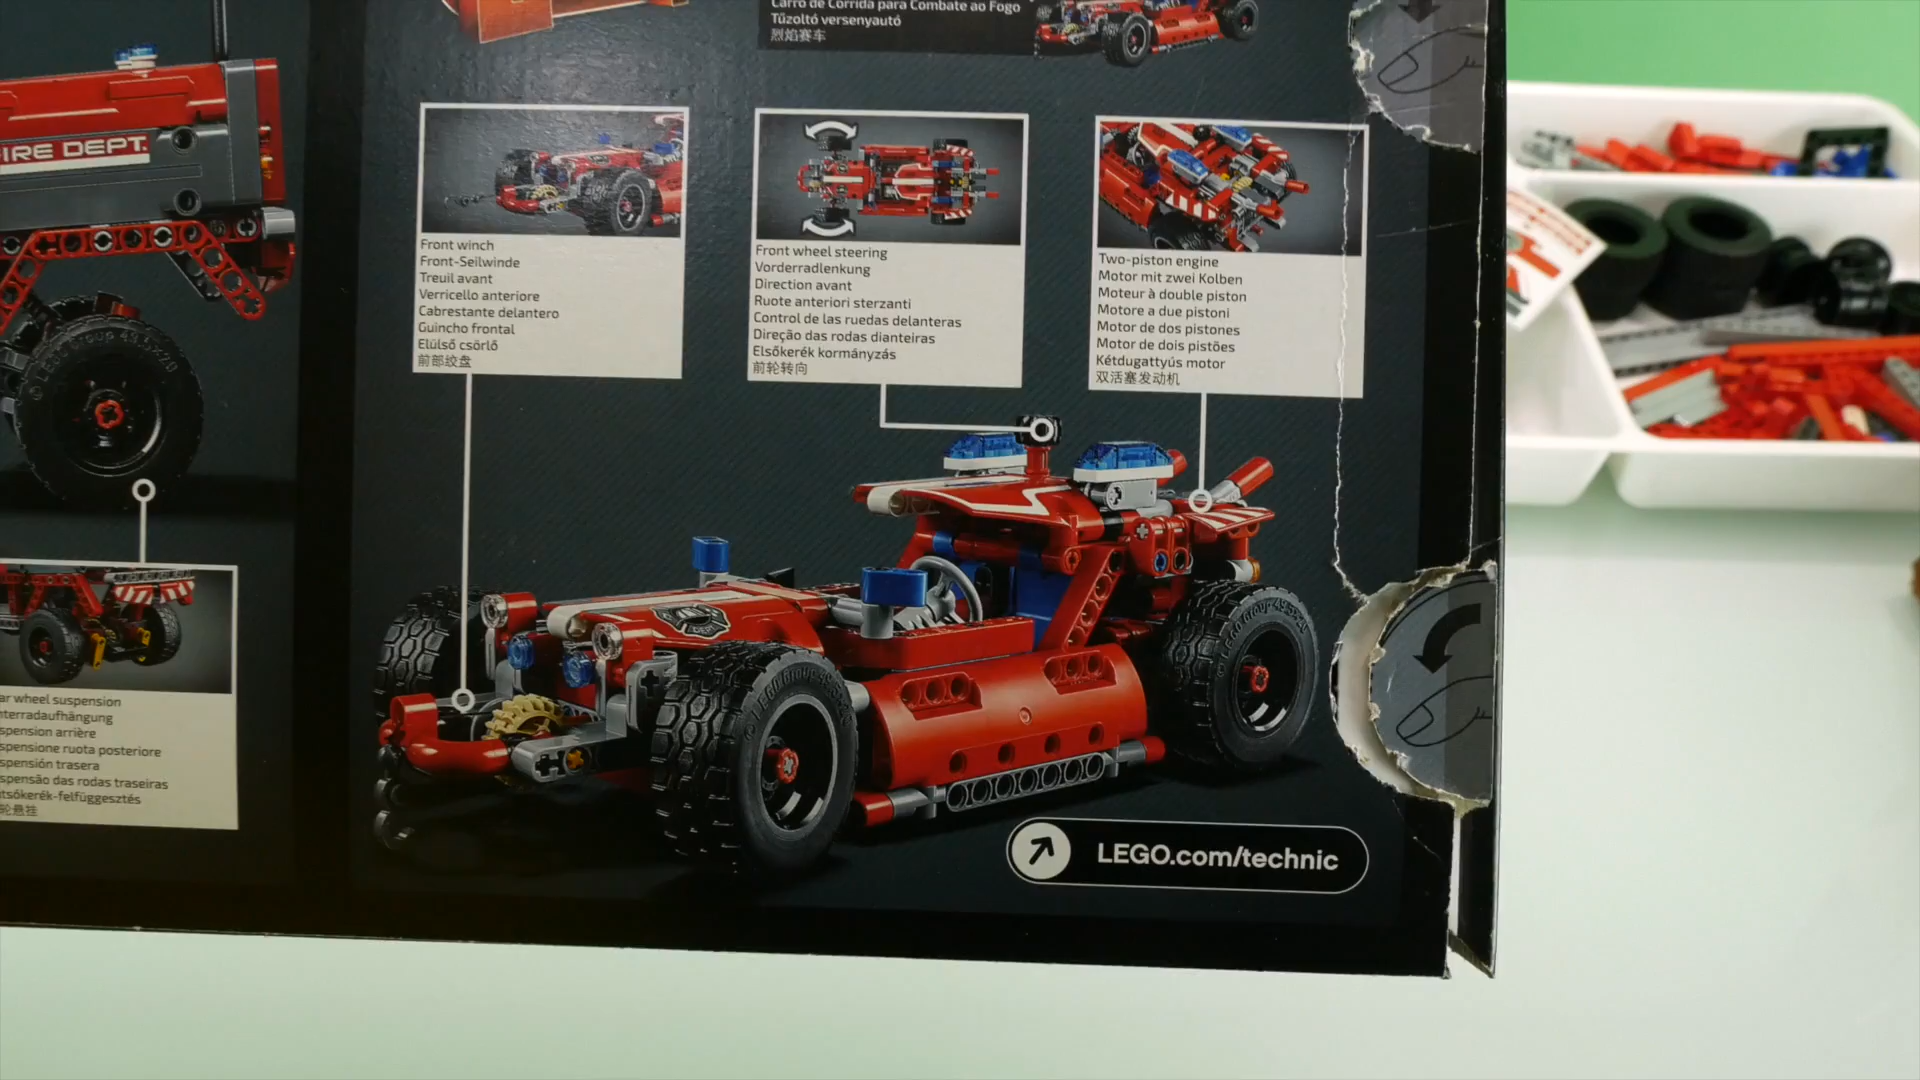 Carro de Corrida para Combate ao Fogo
Tűzoltó versenyautó
烈焰赛车
IRE DEPT.
Front winch
Front-Seilwinde
Treuil avant
Verricello anteriore
Cabrestante delantero
Guincho frontal
Elülső csörlő
前部绞盘
Front wheel steering
Vorderradlenkung
Direction avant
Ruote anteriori sterzanti
Control de las ruedas delanteras
Direção das rodas dianteiras
Elsőkerék kormányzás
前轮转向
Two-piston engine
Motor mit zwei Kolben
Moteur à double piston
Motore a due pistoni
Motor de dos pistones
Motor de dois pistões
Kétdugattyús motor
双活塞发动机
ar wheel suspension
nterradaufhängung
spension arrière
spensione ruota posteriore
spensión trasera
spensão das rodas traseiras
tsókerék-felfüggesztés
轮悬挂
LEGO.com/technic